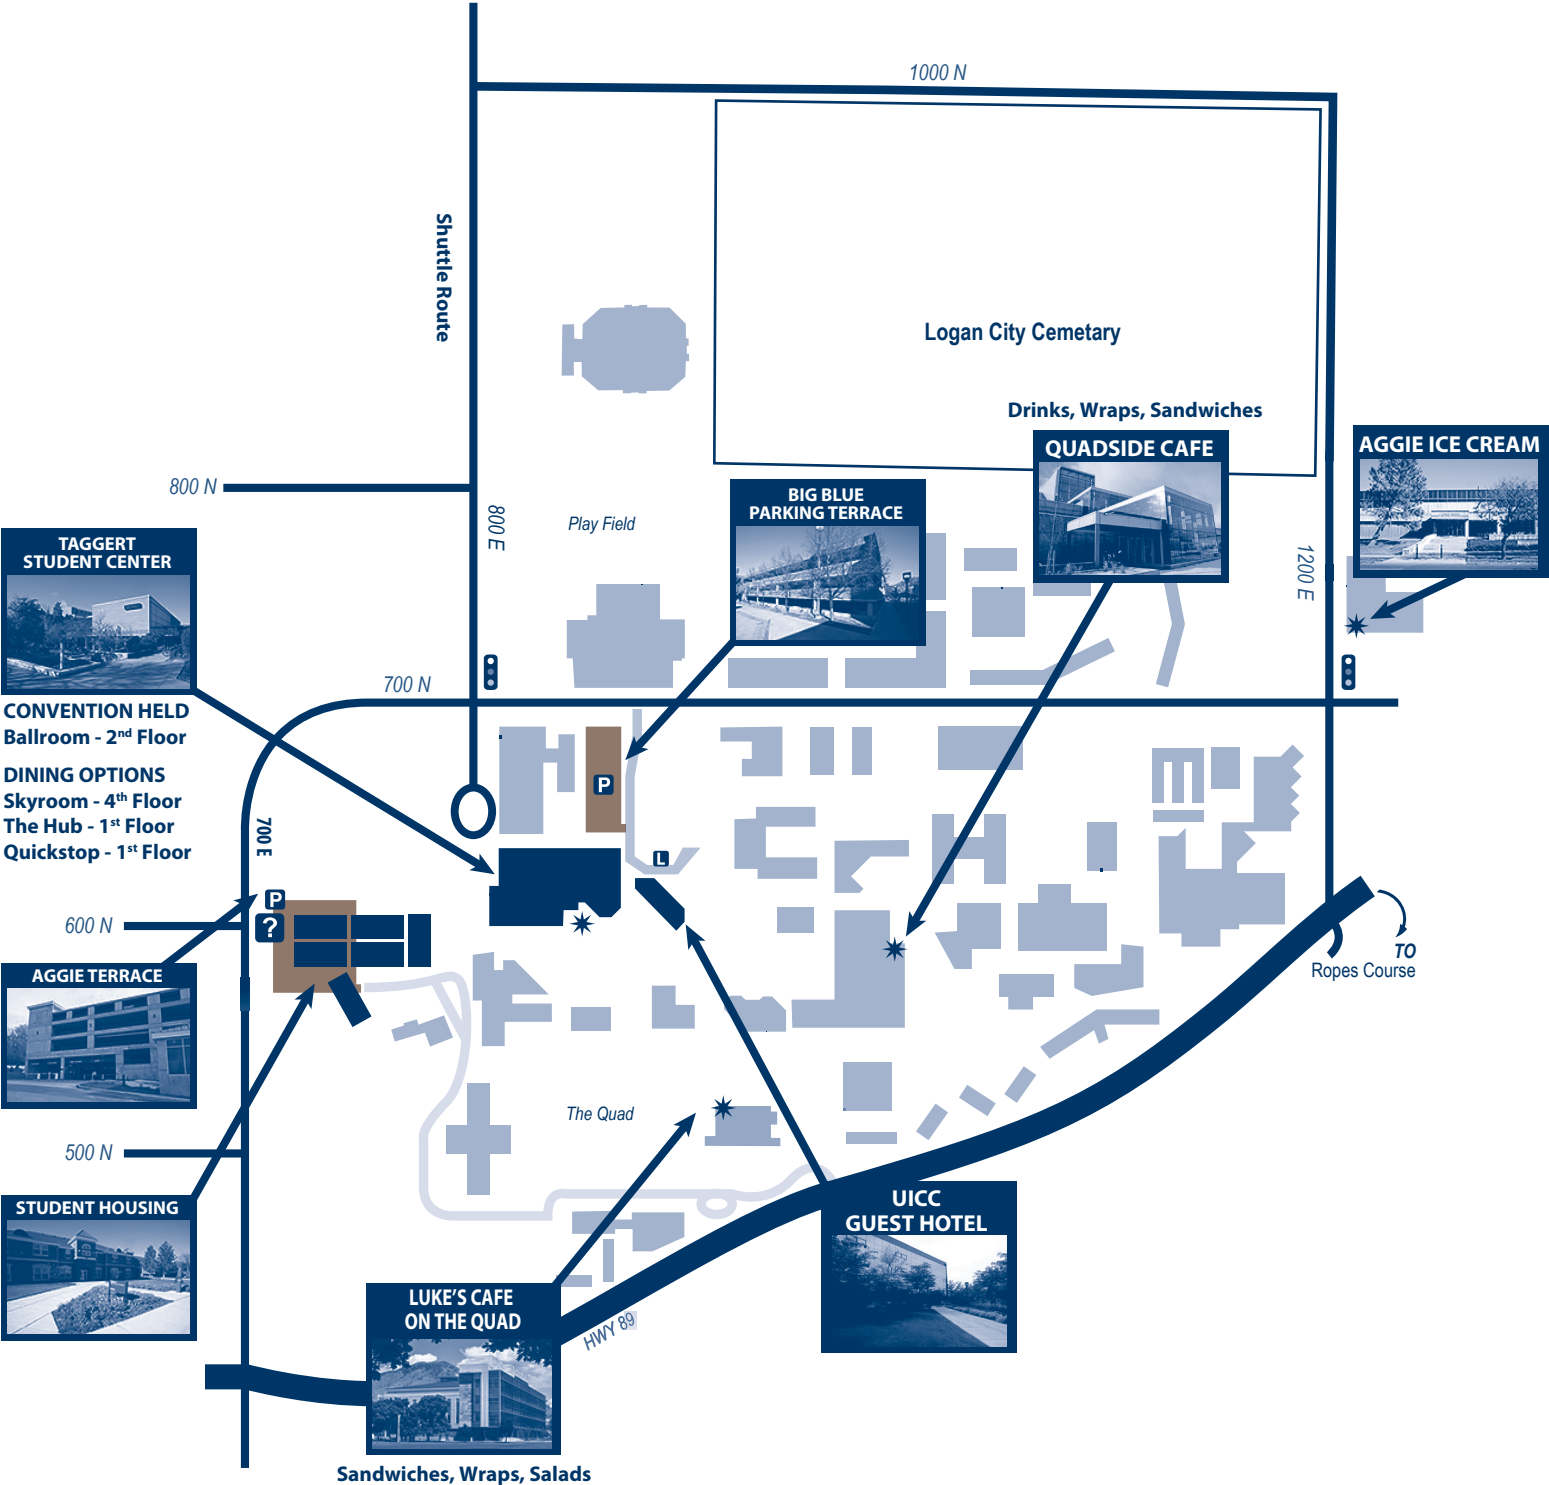 1000 N
Shuttle Route
Logan City Cemetary
Drinks, Wraps, Sandwiches
QUADSIDE CAFE
AGGIE ICE CREAM
800 N
800 E
Play Field
BIG BLUE
PARKING TERRACE
1200 E
TAGGERT
STUDENT CENTER
700 N
CONVENTION HELD
Ballroom - 2nd Floor
DINING OPTIONS
Skyroom - 4th Floor
The Hub - 1st Floor
Quickstop - 1st Floor
P
700 E
L
P
?
600 N
AGGIE TERRACE
TO
Ropes Course
The Quad
500 N
STUDENT HOUSING
UICC
GUEST HOTEL
LUKE'S CAFE
ON THE QUAD
HWY 89
Sandwiches, Wraps, Salads